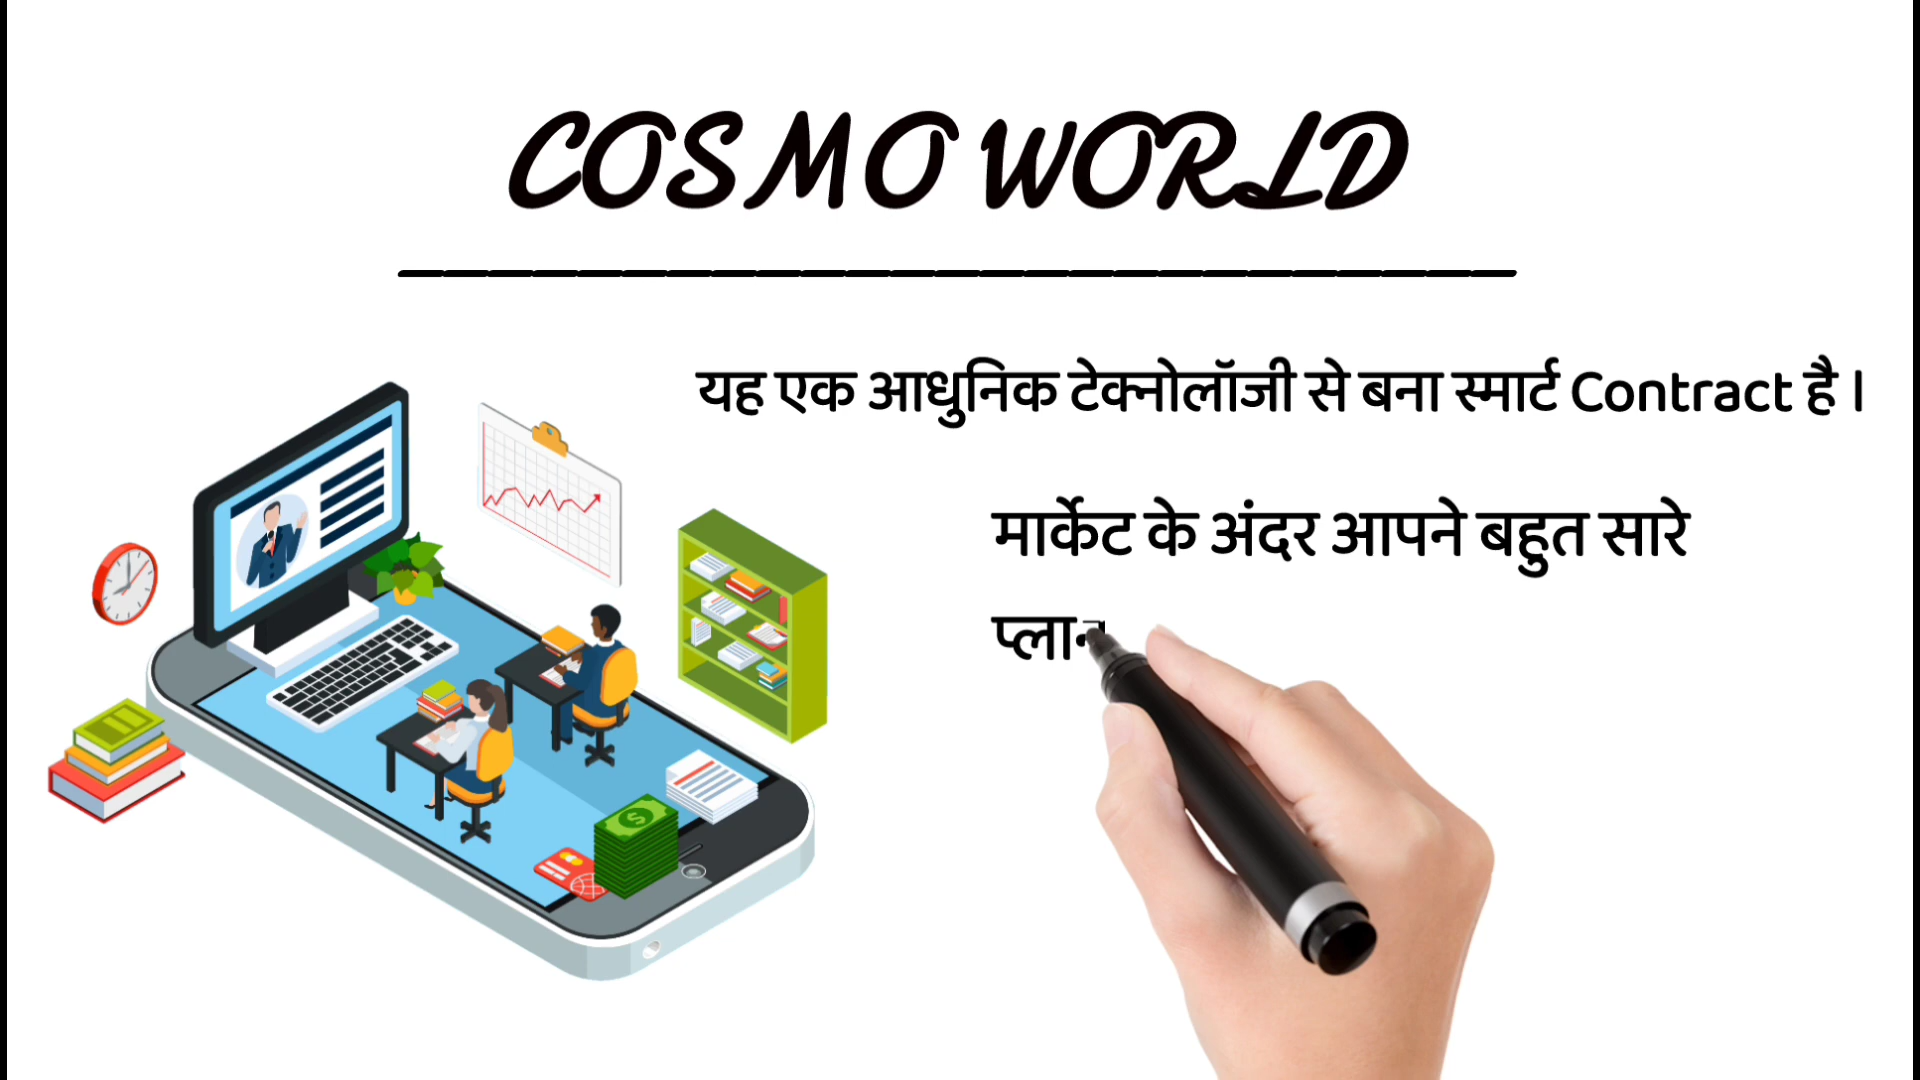 COSMO WORLD
यह एक आधुनिक टेक्नोलॉजी से बना स्मार्ट Contract है ।
मार्केट के अंदर आपने बहुत सारे